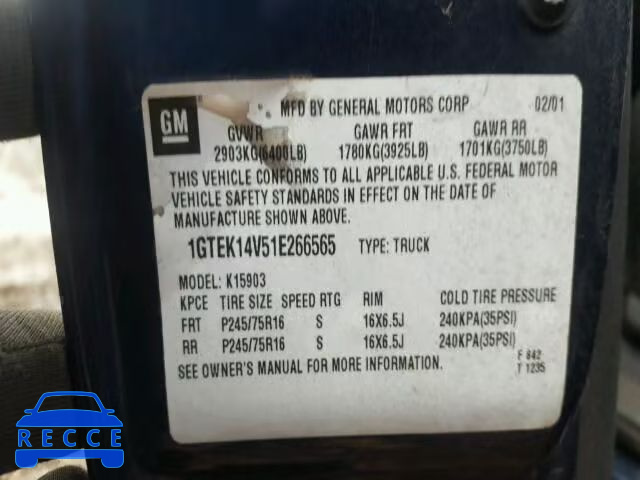 GM
MFD BY GENERAL MOTORS CORP 02/01
GVWR GAWR FRT GAWR RR
2903KG(6400LB) 1780KG(3925LB) 1701KG(3750LB)
THIS VEHICLE CONFORMS TO ALL APPLICABLE U.S. FEDERAL MOTOR
VEHICLE SAFETY STANDARDS IN EFFECT ON THE DATE OF
MANUFACTURE SHOWN ABOVE.
1GTEK14V51E266565 TYPE: TRUCK
MODEL: K15903
KPCE TIRE SIZE SPEED RTG RIM COLD TIRE PRESSURE
FRT P245/75R16 S 16X6.5J 240KPA(35PSI)
RR P245/75R16 S 16X6.5J 240KPA(35PSI)
SEE OWNER'S MANUAL FOR MORE INFORMATION.
F 842
T 1235
RECCE